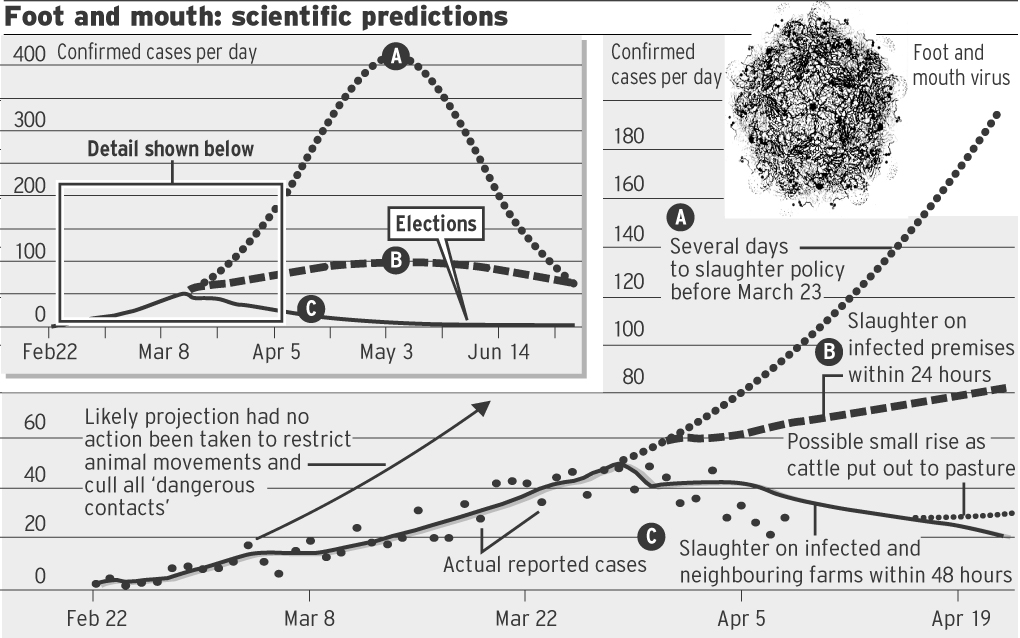 Foot and mouth: scientific predictions
Confirmed cases per day
400
300
200
100
0
Detail shown below
A
Elections
B
C
Feb22
Mar 8
Apr 5
May 3
Jun 14
Confirmed
cases per day
Foot and
mouth virus
180
160
140
120
100
80
60
40
20
0
A
Several days
to slaughter policy
before March 23
Slaughter on
B
infected premises
within 24 hours
Likely projection had no
action been taken to restrict
animal movements and
cull all ‘dangerous
contacts’
Possible small rise as
cattle put out to pasture
Actual reported cases
C
Slaughter on infected and
neighbouring farms within 48 hours
Feb 22
Mar 8
Mar 22
Apr 5
Apr 19